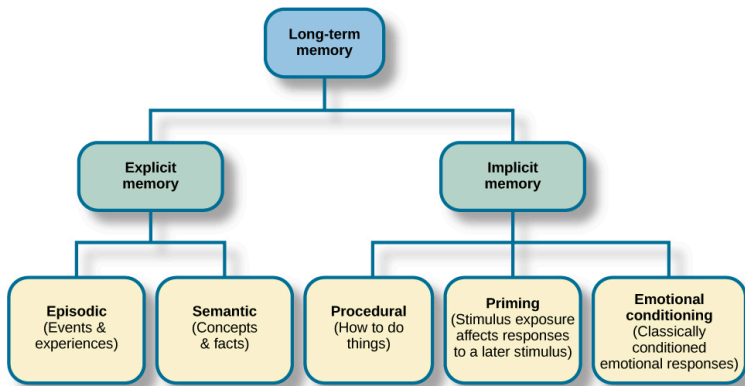 Long-term
memory
Explicit
memory
Implicit
memory
Episodic
(Events &
experiences)
Semantic
(Concepts
& facts)
Procedural
(How to do
things)
Priming
(Stimulus exposure
affects responses
to a later stimulus)
Emotional
conditioning
(Classically
conditioned
emotional responses)